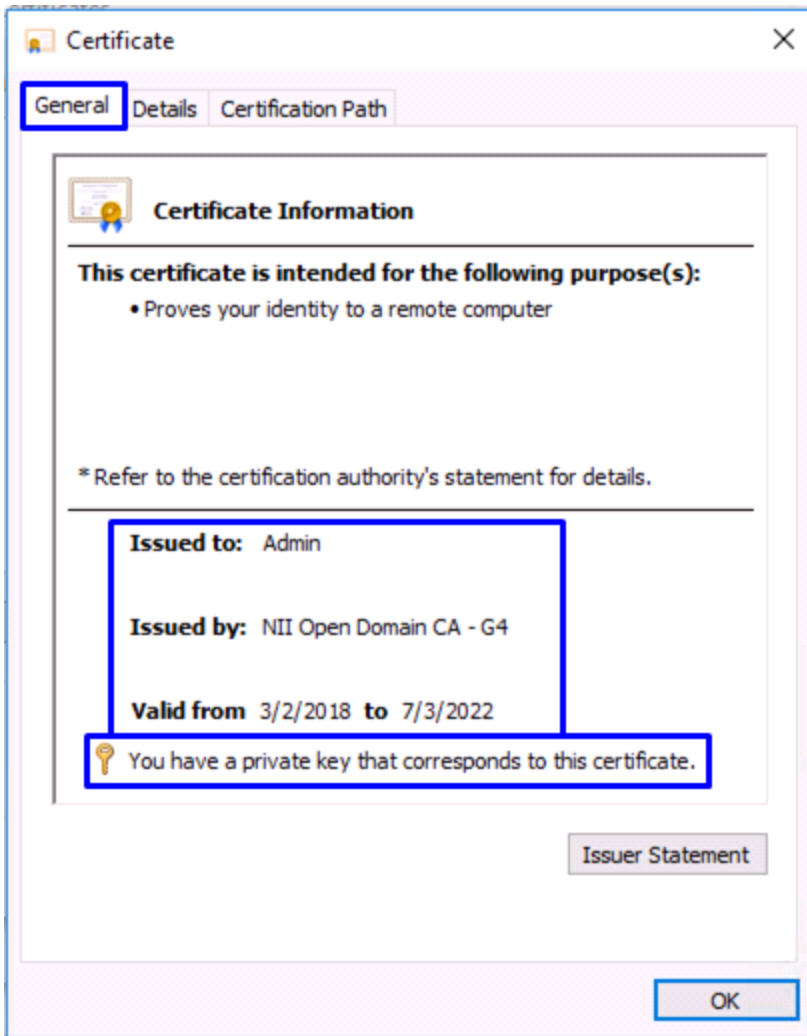 Certificate
General Details Certification Path
Certificate Information
This certificate is intended for the following purpose(s):
• Proves your identity to a remote computer
* Refer to the certification authority's statement for details.
Issued to: Admin
Issued by: NII Open Domain CA - G4
Valid from 3/2/2018 to 7/3/2022
You have a private key that corresponds to this certificate.
Issuer Statement
OK